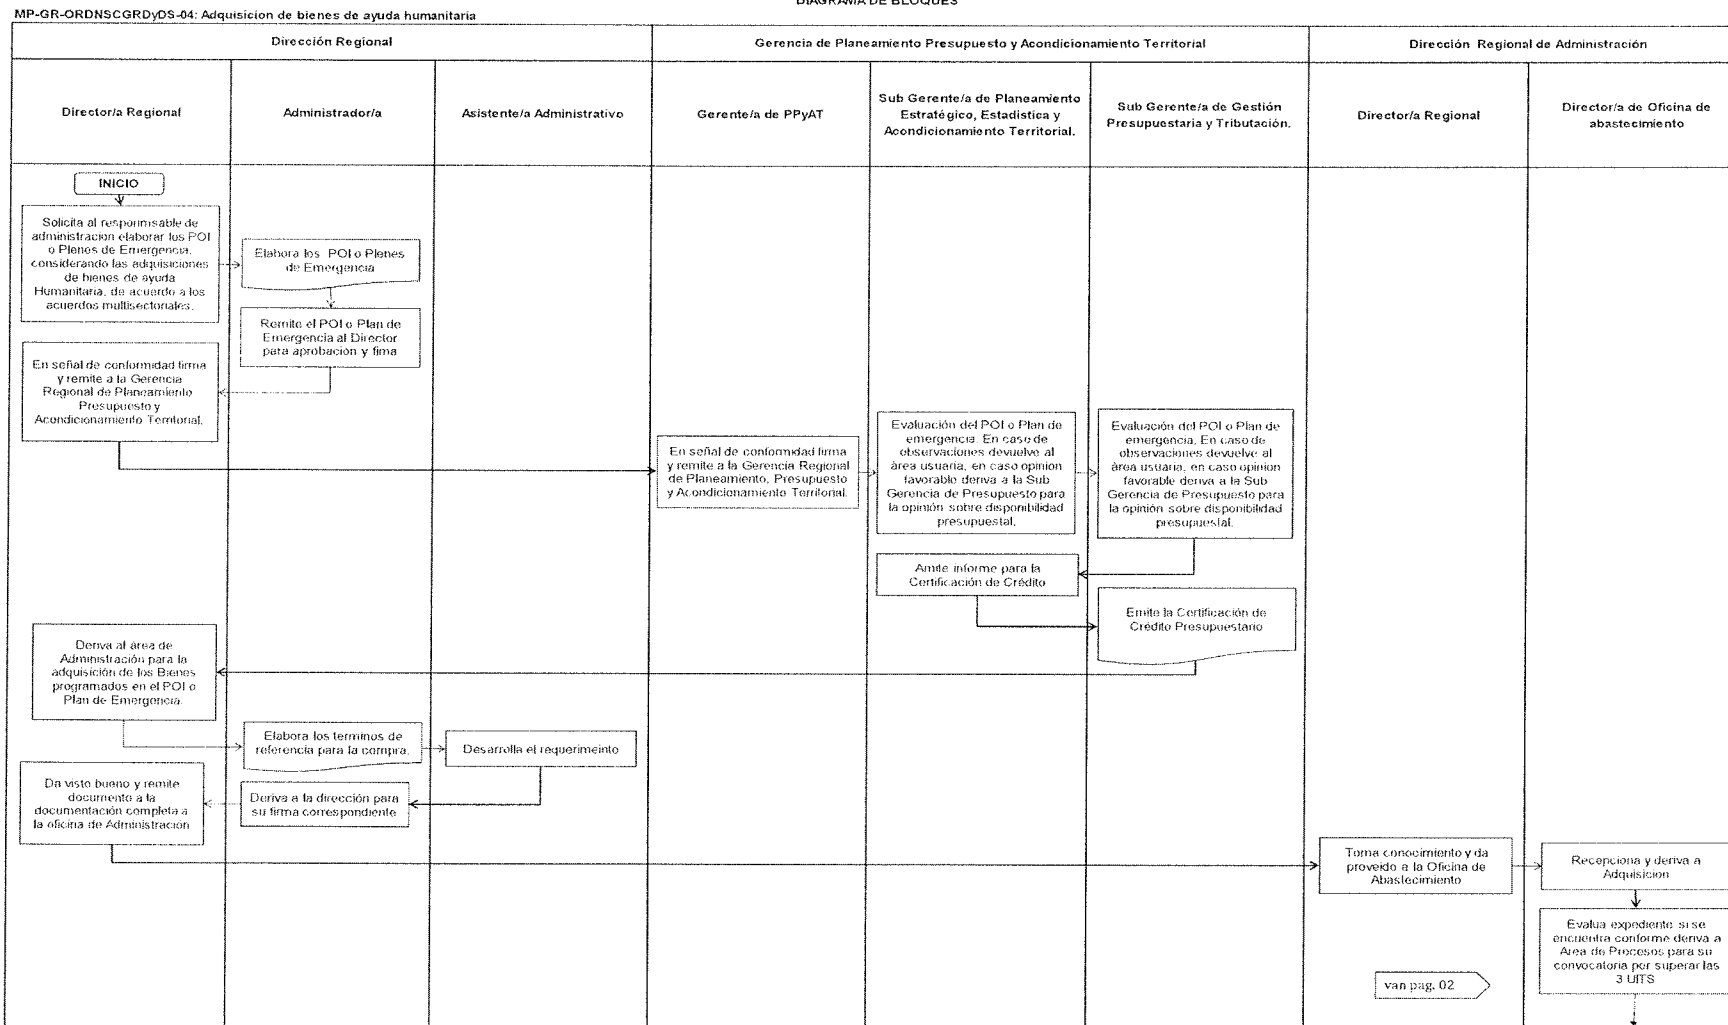 DIAGRAMA DE BLOQUES
MP-GR-ORDNSCGRDyDS-04: Adquisicion de bienes de ayuda humanitaria
Dirección Regional
Gerencia de Planeamiento Presupuesto y Acondicionamiento Territorial
Dirección Regional de Administración
Director/a Regional
Administrador/a
Asistente/a Administrativo
Gerente/a de PPyAT
Sub Gerente/a de Planeamiento
Estratégico, Estadistica y
Acondicionamiento Territorial.
Sub Gerente/a de Gestión
Presupuestaria y Tributación.
Director/a Regional
Director/a de Oficina de
abastecimiento
INICIO
Solicita al responmsable de
administracion elaborar los POI
o Plenos de Emergencia,
considerando las adquisiciones
de bienes de ayuda
Humanitaria, de acuerdo a los
acuerdos multisectoriales.
Elabora los POI o Plenes
de Emergencia
Remite el POI o Plan de
Emergencia al Director
para aprobacion y fima
En señal de conformidad firma
y remite a la Gerencia
Regional de Planeamiento
Presupuesto y
Acondicionamiento Territorial.
En señal de conformidad firma
y remite a la Gerencia Regional
de Planeamiento, Presupuesto
y Acondicionamiento Territorial.
Evaluación del POI o Plan de
emergencia. En caso de
observaciones devuelve al
área usuaria, en caso opinion
favorable deriva a la Sub
Gerencia de Presupuesto para
la opinión sobre disponibilidad
presupuestal.
Evaluación del POI o Plan de
emergencia. En caso de
observaciones devuelve al
área usuaria, en caso opinion
favorable deriva a la Sub
Gerencia de Presupuesto para
la opinión sobre disponibilidad
presupuestal.
Amite informe para la
Certificación de Crédito
Emite la Certificación de
Crédito Presupuestario
Deriva al área de
Administración para la
adquisición de los Bienes
programados en el POI o
Plan de Emergencia.
Elabora los terminos de
referencia para la compra.
Desarrolla el requerimeinto
Da visto bueno y remite
documento a la
documentación completa a
la oficina de Administración
Deriva a la dirección para
su firma correspondiente
Toma conocimiento y da
proveido a la Oficina de
Abastecimiento
Recepciona y deriva a
Adquisicion
Evalua expediente si se
encuentra conforme deriva a
Area de Procesos para su
convocatoria por superar las
3 UITS
van pag. 02